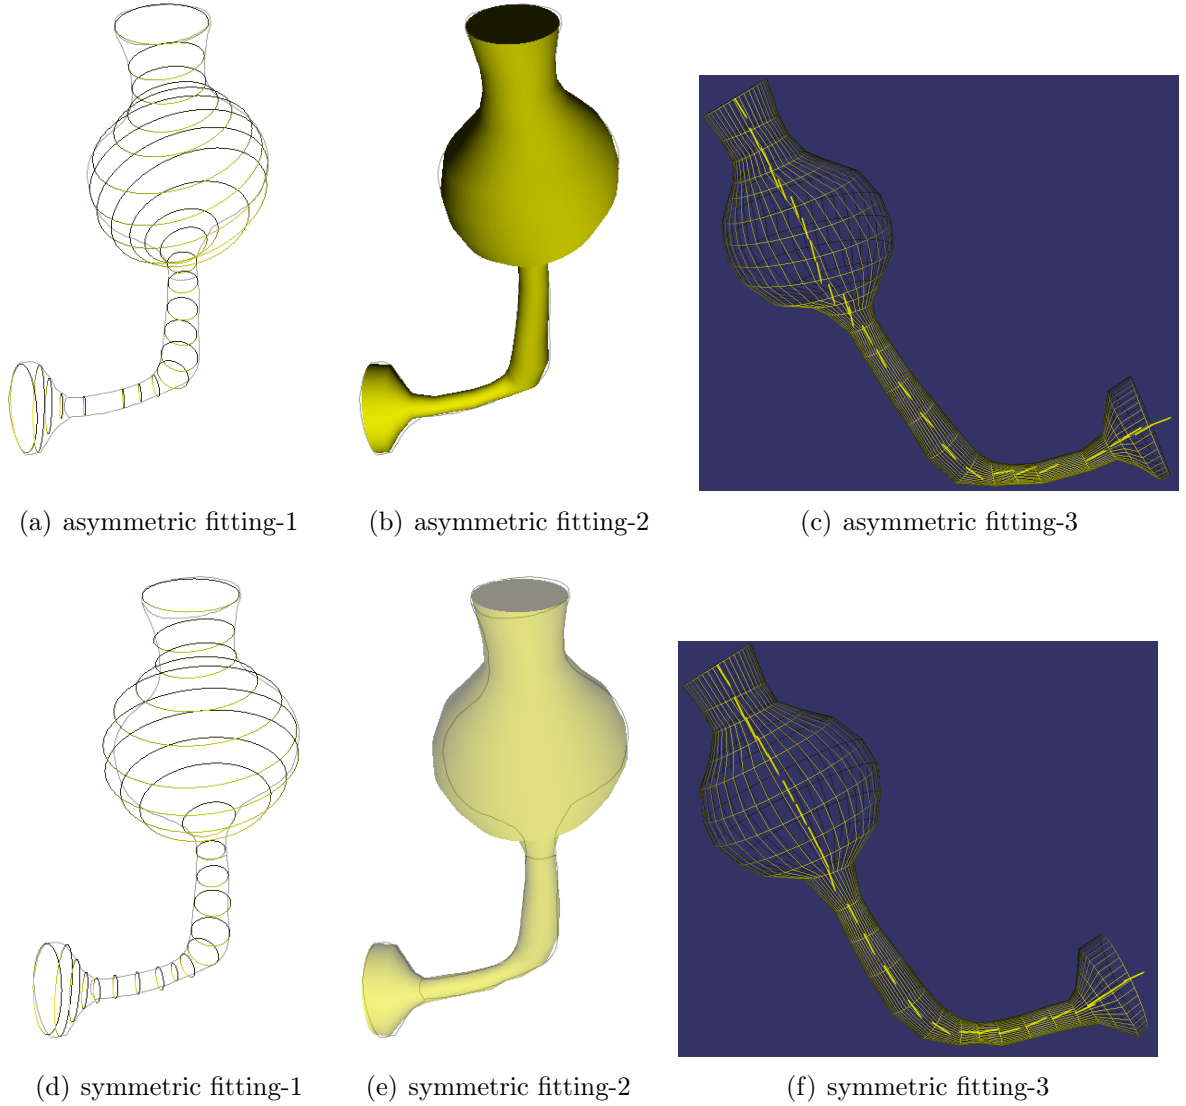 (a) asymmetric fitting-1
(b) asymmetric fitting-2
(c) asymmetric fitting-3
(d) symmetric fitting-1
(e) symmetric fitting-2
(f) symmetric fitting-3